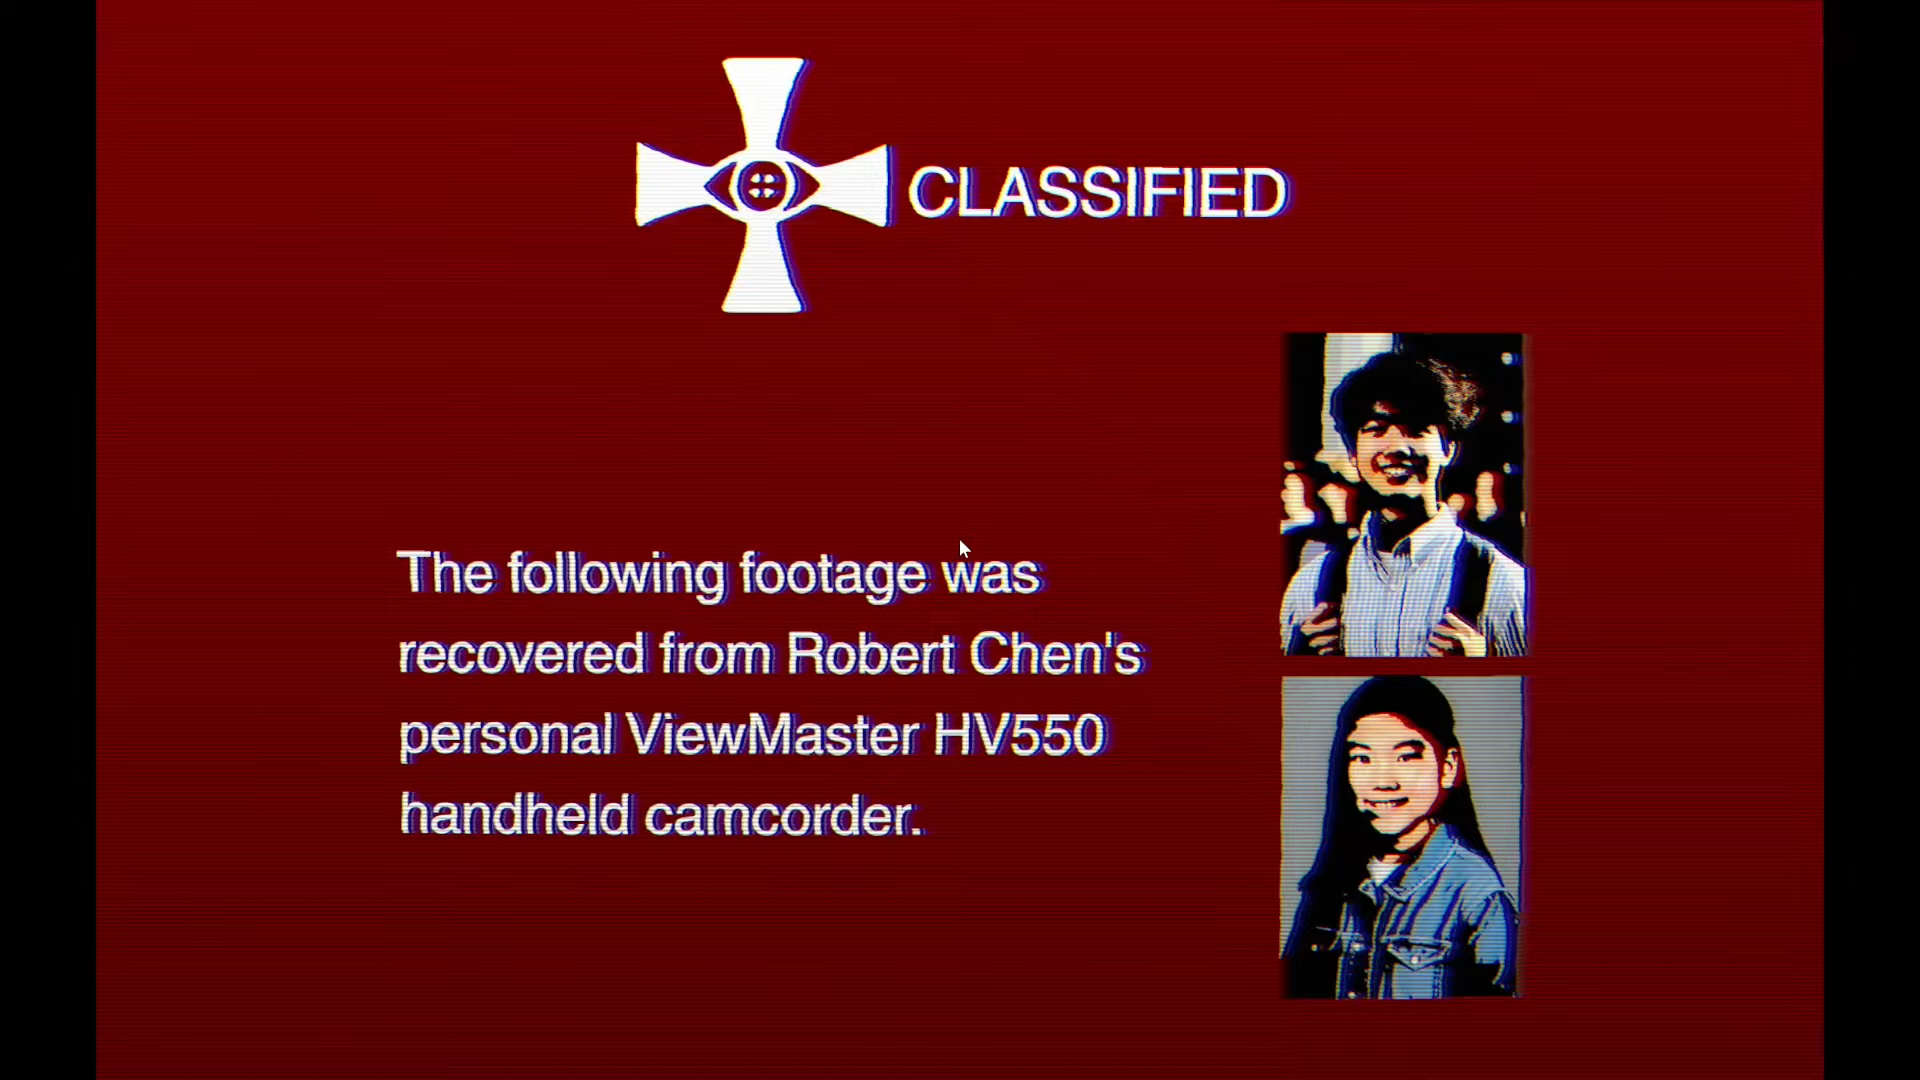 CLASSIFIED
The following footage was
recovered from Robert Chen's
personal ViewMaster HV550
handheld camcorder.